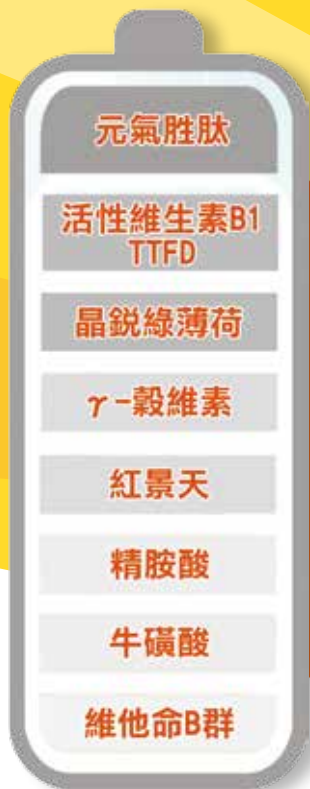 元氣胜肽
活性維生素B1
TTFD
晶銳綠薄荷
γ-穀維素
紅景天
精胺酸
牛磺酸
維他命B群